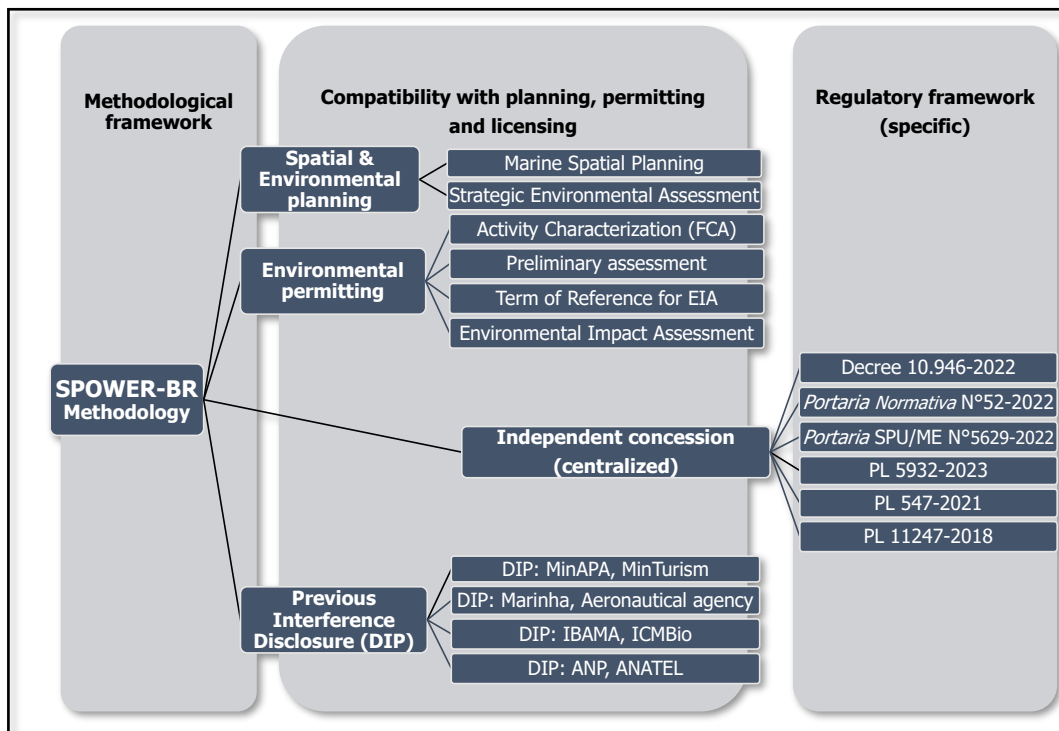 Methodological
framework
Compatibility with planning, permitting
and licensing
Regulatory framework
(specific)
Spatial &
Environmental
planning
Marine Spatial Planning
Strategic Environmental Assessment
Environmental
permitting
Activity Characterization (FCA)
Preliminary assessment
Term of Reference for EIA
Environmental Impact Assessment
SPOWER-BR
Methodology
Independent concession
(centralized)
Decree 10.946-2022
Portaria Normativa N°52-2022
Portaria SPU/ME N°5629-2022
PL 5932-2023
PL 547-2021
PL 11247-2018
Previous
Interference
Disclosure (DIP)
DIP: MinAPA, MinTurism
DIP: Marinha, Aeronautical agency
DIP: IBAMA, ICMBio
DIP: ANP, ANATEL